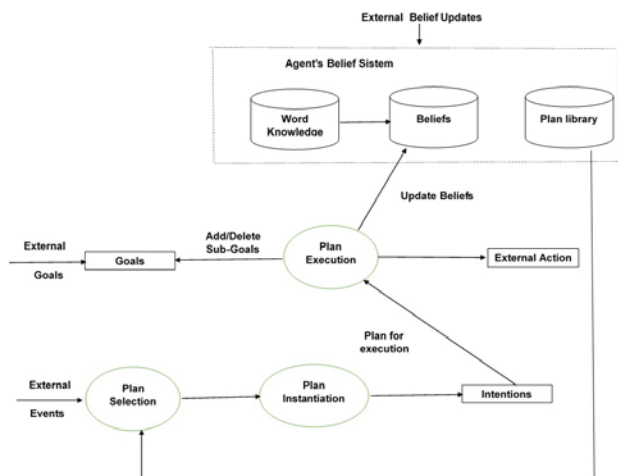 External Belief Updates
Agent's Belief Sistem
Word
Knowledge
Beliefs
Plan library
Update Beliefs
External
Goals
Goals
Add/Delete
Sub-Goals
Plan
Execution
External Action
Plan for
execution
External
Events
Plan
Selection
Plan
Instantiation
Intentions